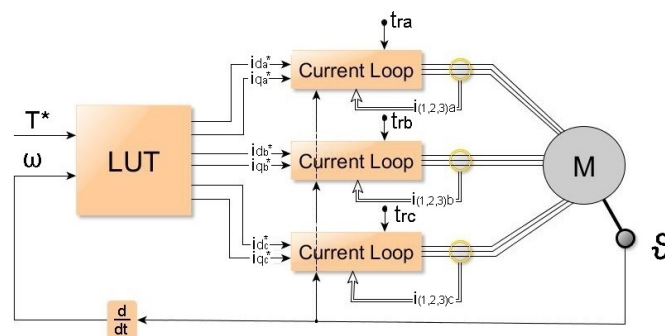 tra
ida*
iqa*
Current Loop
i(1,2,3)a
T*
ω
LUT
trb
idb*
iqb*
Current Loop
i(1,2,3)b
M
trc
idc*
iqc*
Current Loop
i(1,2,3)c
ϑ
d
dt